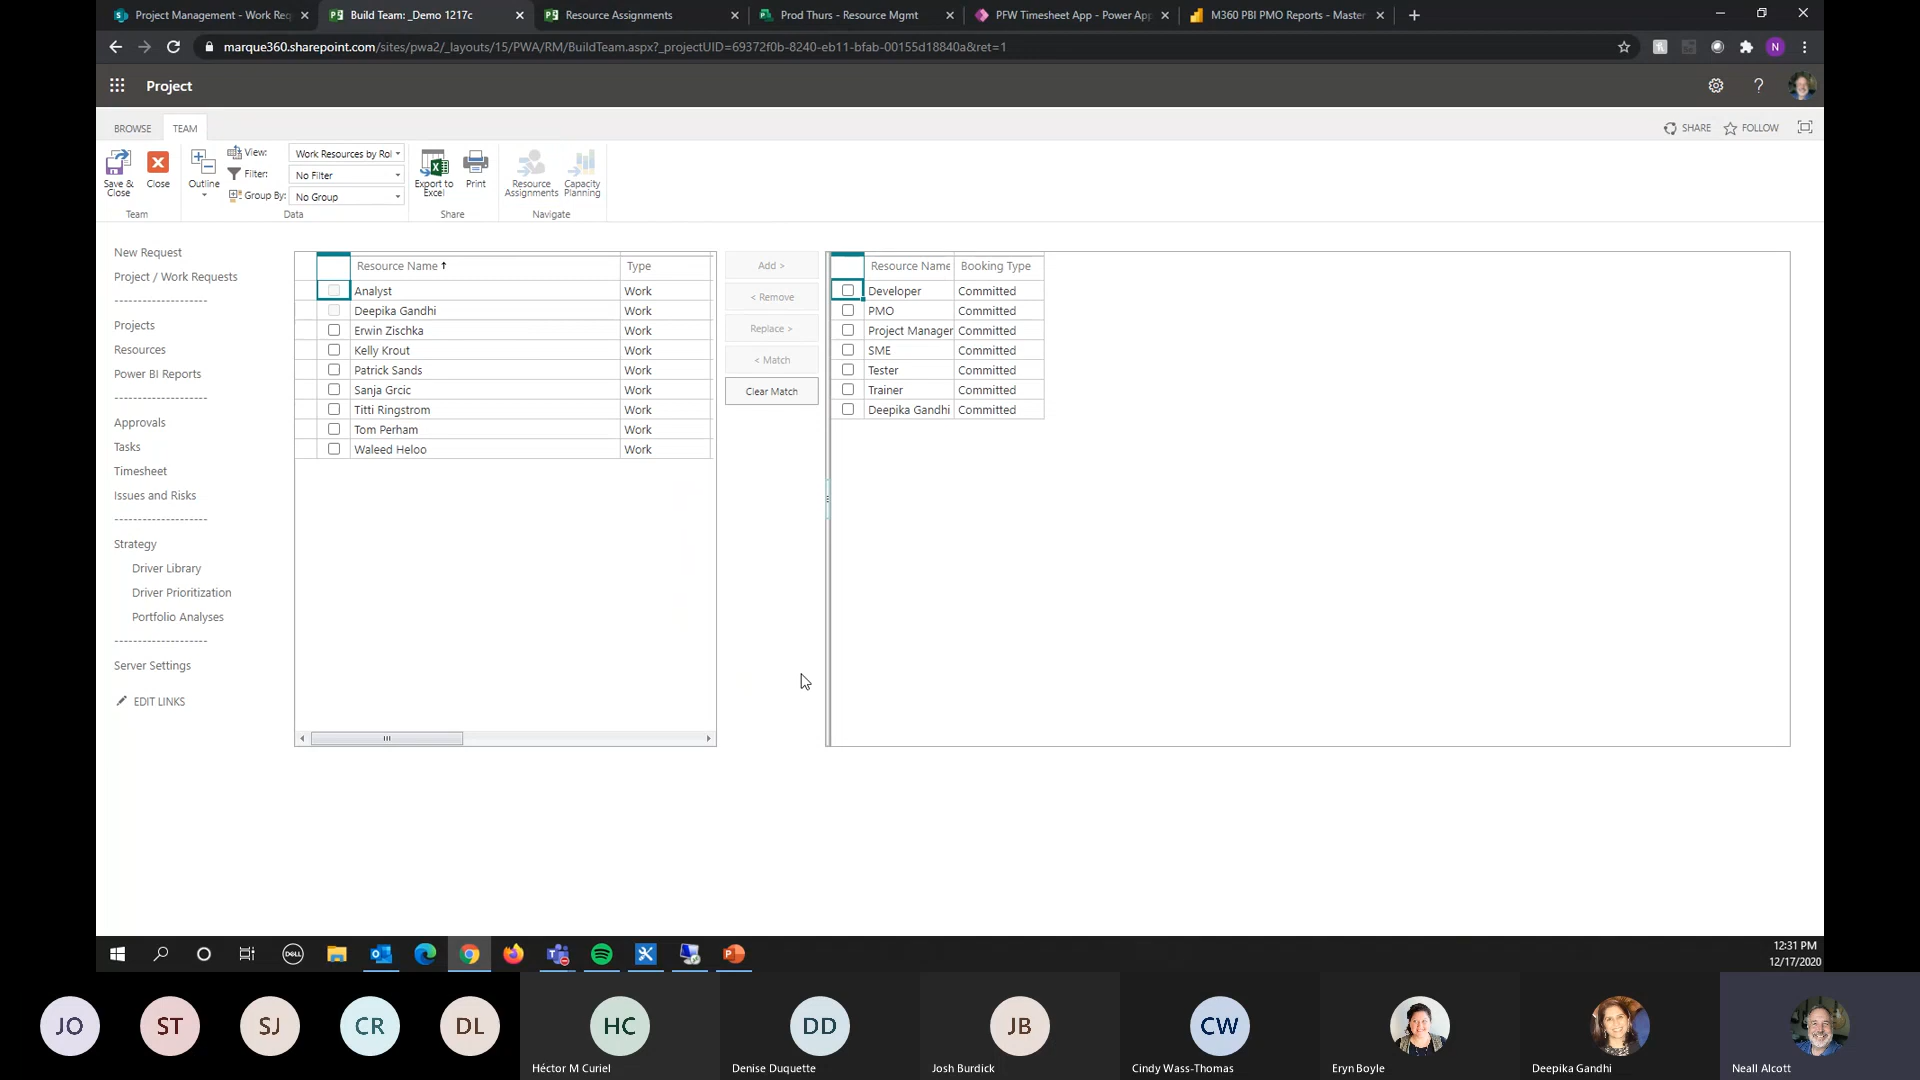 Project Management - Work Req
Build Team: _Demo 1217c
Resource Assignments
Prod Thurs - Resource Mgmt
PFW Timesheet App - Power App
M360 PBI PMO Reports - Master
marque360.sharepoint.com/sites/pwa2/_layouts/15/PWA/RM/BuildTeam.aspx?_projectUID=69372f0b-8240-eb11-bfab-00155d18840a&ret=1
N
Project
?
BROWSE
TEAM
SHARE
FOLLOW
Save & Close
Close
Outline
View:
Work Resources by Rol
Filter:
No Filter
Group By:
No Group
Export to Excel
Print
Resource Assignments
Capacity Planning
Team
Data
Share
Navigate
New Request
Project / Work Requests
--------------------
Projects
Resources
Power BI Reports
--------------------
Approvals
Tasks
Timesheet
Issues and Risks
--------------------
Strategy
Driver Library
Driver Prioritization
Portfolio Analyses
--------------------
Server Settings
EDIT LINKS
Resource Name Type
Analyst Work
Deepika Gandhi Work
Erwin Zischka Work
Kelly Krout Work
Patrick Sands Work
Sanja Grcic Work
Titti Ringstrom Work
Tom Perham Work
Waleed Heloo Work
Add >
< Remove
Replace >
< Match
Clear Match
Resource Name Booking Type
Developer Committed
PMO Committed
Project Manager Committed
SME Committed
Tester Committed
Trainer Committed
Deepika Gandhi Committed
DELL
12:31 PM
12/17/2020
JO
ST
SJ
CR
DL
HC
Héctor M Curiel
DD
Denise Duquette
JB
Josh Burdick
CW
Cindy Wass-Thomas
Eryn Boyle
Deepika Gandhi
Neall Alcott